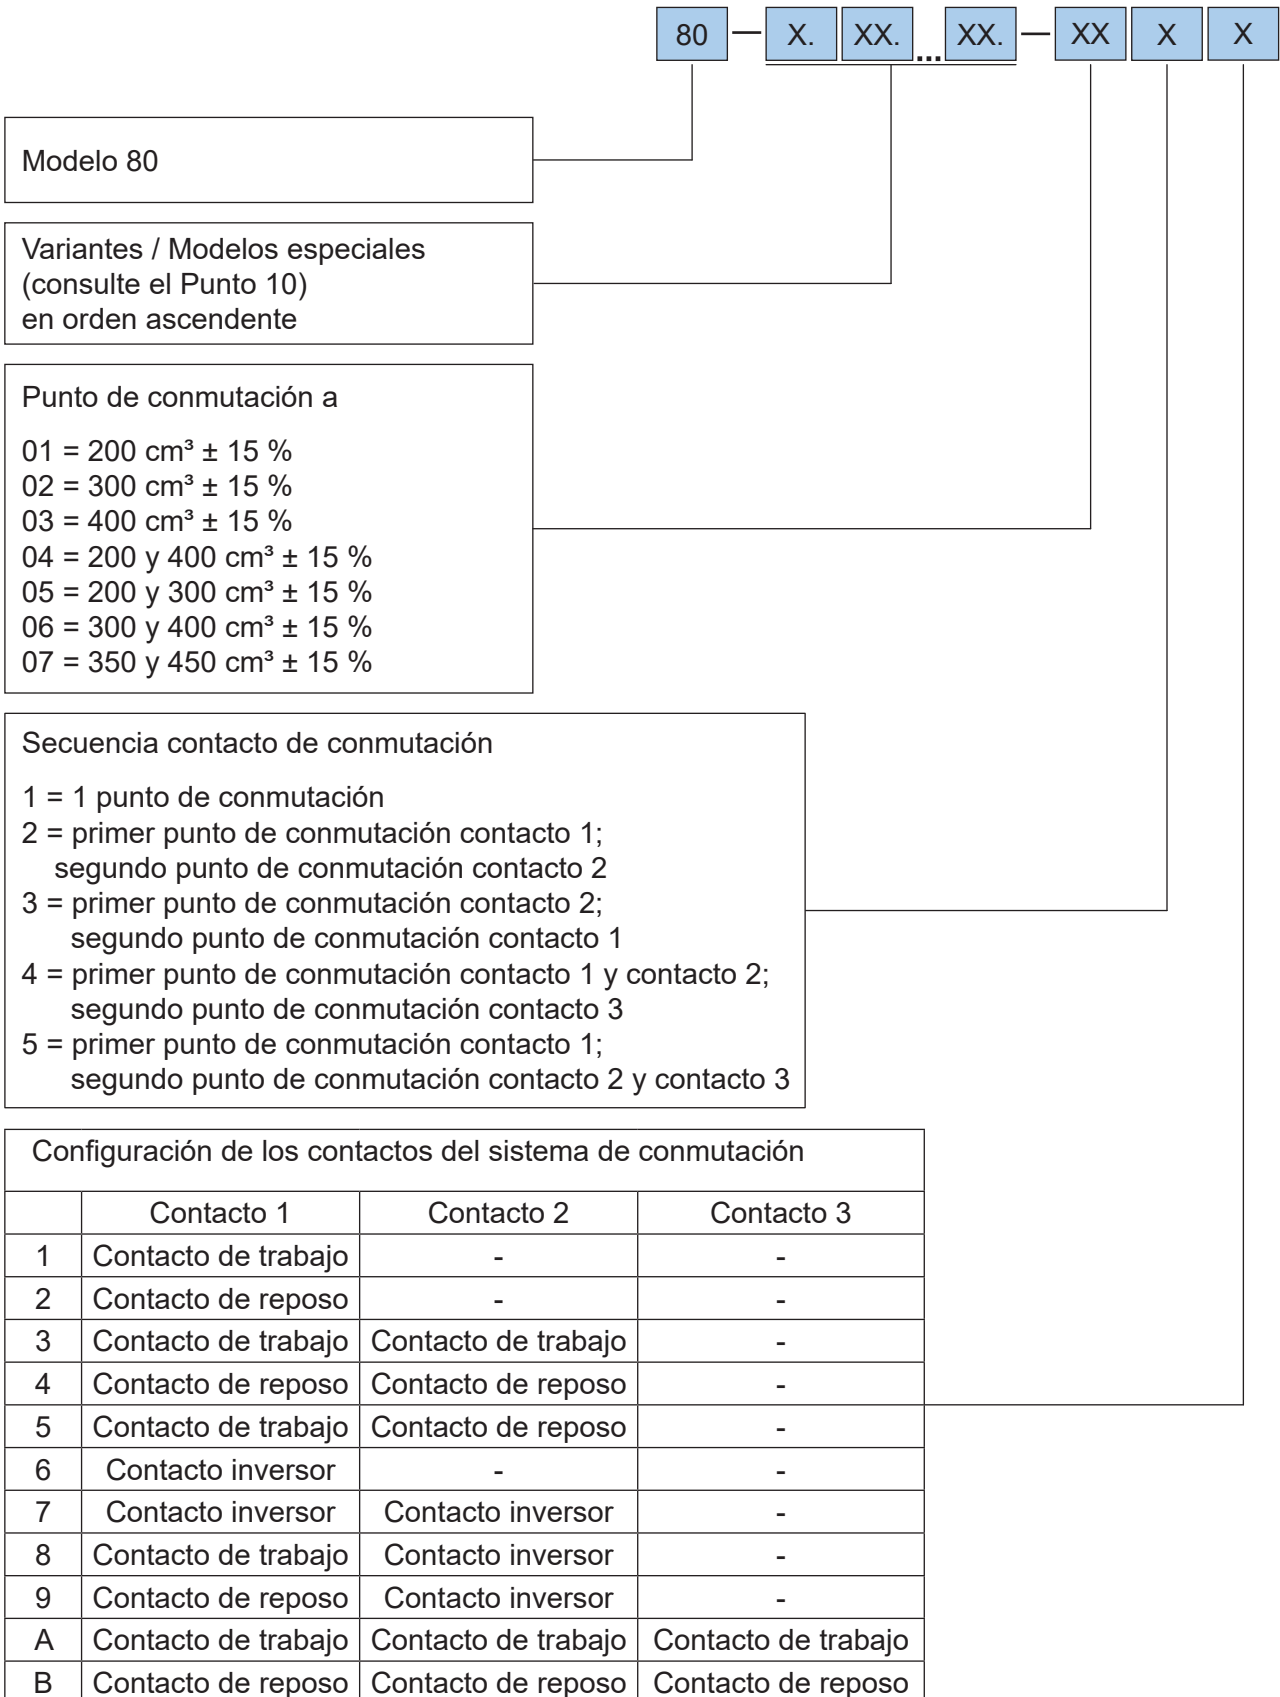 80 — X. XX. ... XX. — XX X X
Modelo 80
Variantes / Modelos especiales
(consulte el Punto 10)
en orden ascendente
Punto de conmutación a
01 = 200 cm³ ± 15 %
02 = 300 cm³ ± 15 %
03 = 400 cm³ ± 15 %
04 = 200 y 400 cm³ ± 15 %
05 = 200 y 300 cm³ ± 15 %
06 = 300 y 400 cm³ ± 15 %
07 = 350 y 450 cm³ ± 15 %
Secuencia contacto de conmutación
1 = 1 punto de conmutación
2 = primer punto de conmutación contacto 1;
segundo punto de conmutación contacto 2
3 = primer punto de conmutación contacto 2;
segundo punto de conmutación contacto 1
4 = primer punto de conmutación contacto 1 y contacto 2;
segundo punto de conmutación contacto 3
5 = primer punto de conmutación contacto 1;
segundo punto de conmutación contacto 2 y contacto 3
Configuración de los contactos del sistema de conmutación
Contacto 1 Contacto 2 Contacto 3
1 Contacto de trabajo - -
2 Contacto de reposo - -
3 Contacto de trabajo Contacto de trabajo -
4 Contacto de reposo Contacto de reposo -
5 Contacto de trabajo Contacto de reposo -
6 Contacto inversor - -
7 Contacto inversor Contacto inversor -
8 Contacto de trabajo Contacto inversor -
9 Contacto de reposo Contacto inversor -
A Contacto de trabajo Contacto de trabajo Contacto de trabajo
B Contacto de reposo Contacto de reposo Contacto de reposo